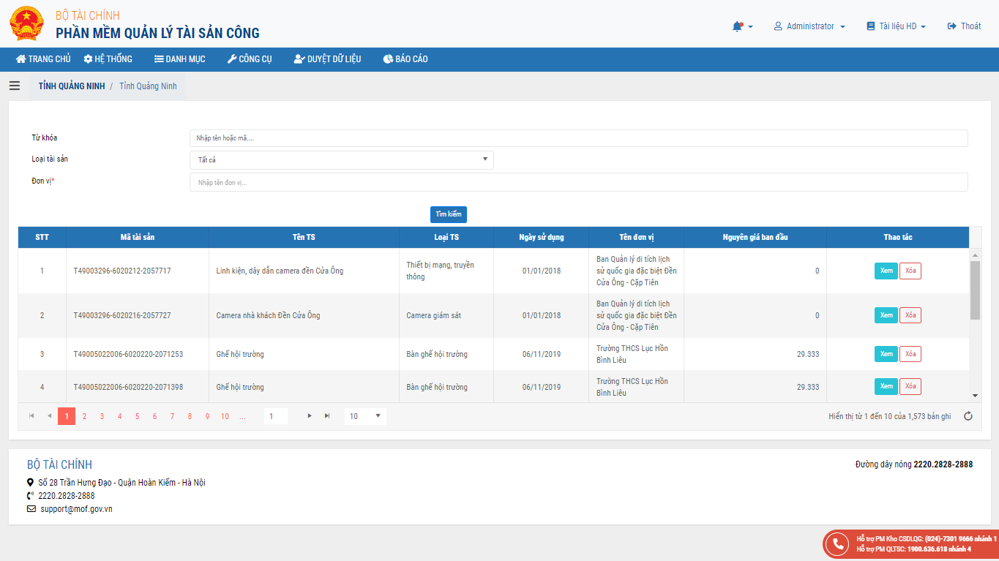 BỘ TÀI CHÍNH
PHẦN MỀM QUẢN LÝ TÀI SẢN CÔNG
Administrator
Tài liệu HD
Thoát
TRANG CHỦ HỆ THỐNG DANH MỤC CÔNG CỤ DUYỆT DỮ LIỆU BÁO CÁO
TỈNH QUẢNG NINH / Tỉnh Quảng Ninh
Từ khóa
Nhập tên hoặc mã....
Loại tài sản
Tất cả
Đơn vị*
Nhập tên đơn vị...
Tìm kiếm
STT Mã tài sản Tên TS Loại TS Ngày sử dụng Tên đơn vị Nguyên giá ban đầu Thao tác
1 T49003296-6020212-2057717 Linh kiện, dây dẫn camera đền Cửa Ông
Thiết bị mạng, truyền
thông
01/01/2018
Ban Quản lý di tích lịch
sử quốc gia đặc biệt Đền
Cửa Ông - Cặp Tiên
0 Xem Xóa
2 T49003296-6020216-2057727 Camera nhà khách Đền Cửa Ông Camera giám sát 01/01/2018
Ban Quản lý di tích lịch
sử quốc gia đặc biệt Đền
Cửa Ông - Cặp Tiên
0 Xem Xóa
3 T49005022006-6020220-2071253 Ghế hội trường Bàn ghế hội trường 06/11/2019
Trường THCS Lục Hồn
Bình Liêu
29.333 Xem Xóa
4 T49005022006-6020220-2071398 Ghế hội trường Bàn ghế hội trường 06/11/2019
Trường THCS Lục Hồn
Bình Liêu
29.333 Xem Xóa
1 2 3 4 5 6 7 8 9 10 ... 1 10
Hiển thị từ 1 đến 10 của 1,573 bản ghi
BỘ TÀI CHÍNH
Đường dây nóng 2220.2828-2888
Số 28 Trần Hưng Đạo - Quận Hoàn Kiếm - Hà Nội
2220.2828-2888
support@mof.gov.vn
Hỗ trợ PM Kho CSDLQG: (024)-7301 9666 nhánh 1
Hỗ trợ PM QLTSC: 1900.636.618 nhánh 4